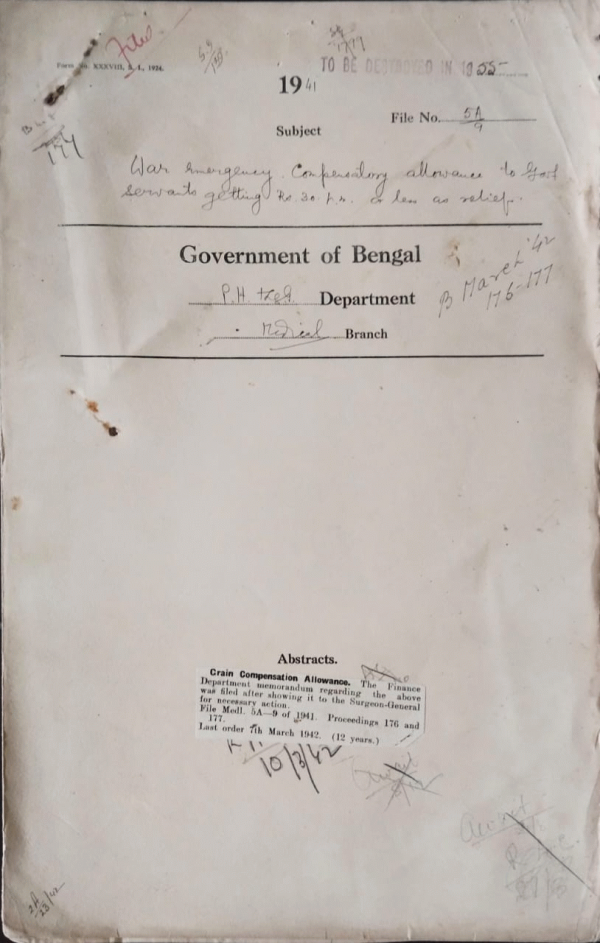 Filed.
Form No. XXXVIII, S. I., 1934.
TO BE DESTROYED IN 1955
1941
File No. 5A/9
Subject
177
War emergency Compensatory allowance to Govt
servants getting Rs. 30 p.m. or less as relief.
Government of Bengal
P.H. & L.S.G. Department
B March '42
176-177
Medical Branch
Abstracts.
Grain Compensation Allowance. The Finance
Department memorandum regarding the above
was filed after showing it to the Surgeon-General
for necessary action.
File Medl. 5A—9 of 1941. Proceedings 176 and
177.
Last order 7th March 1942. (12 years.)
10/3/42